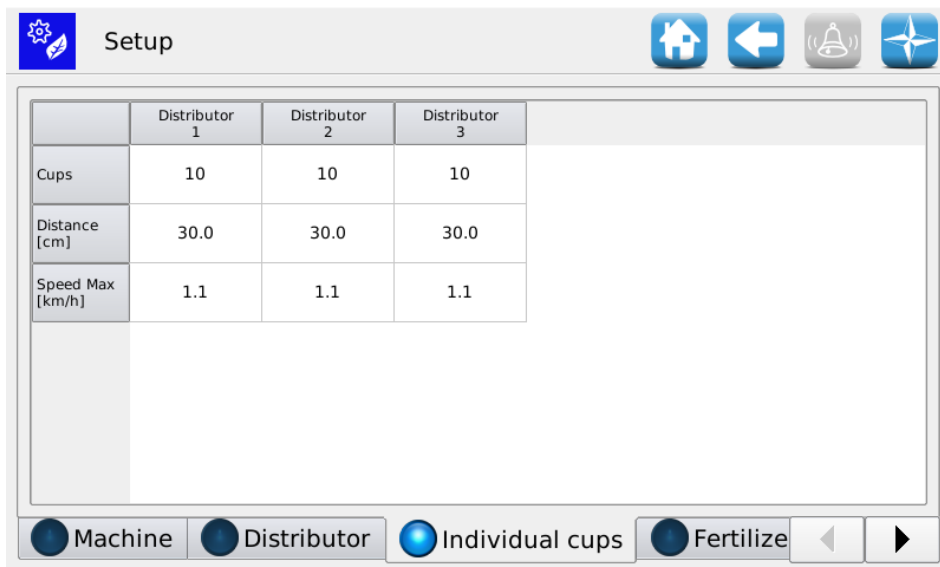 Setup
Distributor
1
Distributor
2
Distributor
3
Cups
10
10
10
Distance
[cm]
30.0
30.0
30.0
Speed Max
[km/h]
1.1
1.1
1.1
Machine
Distributor
Individual cups
Fertilize